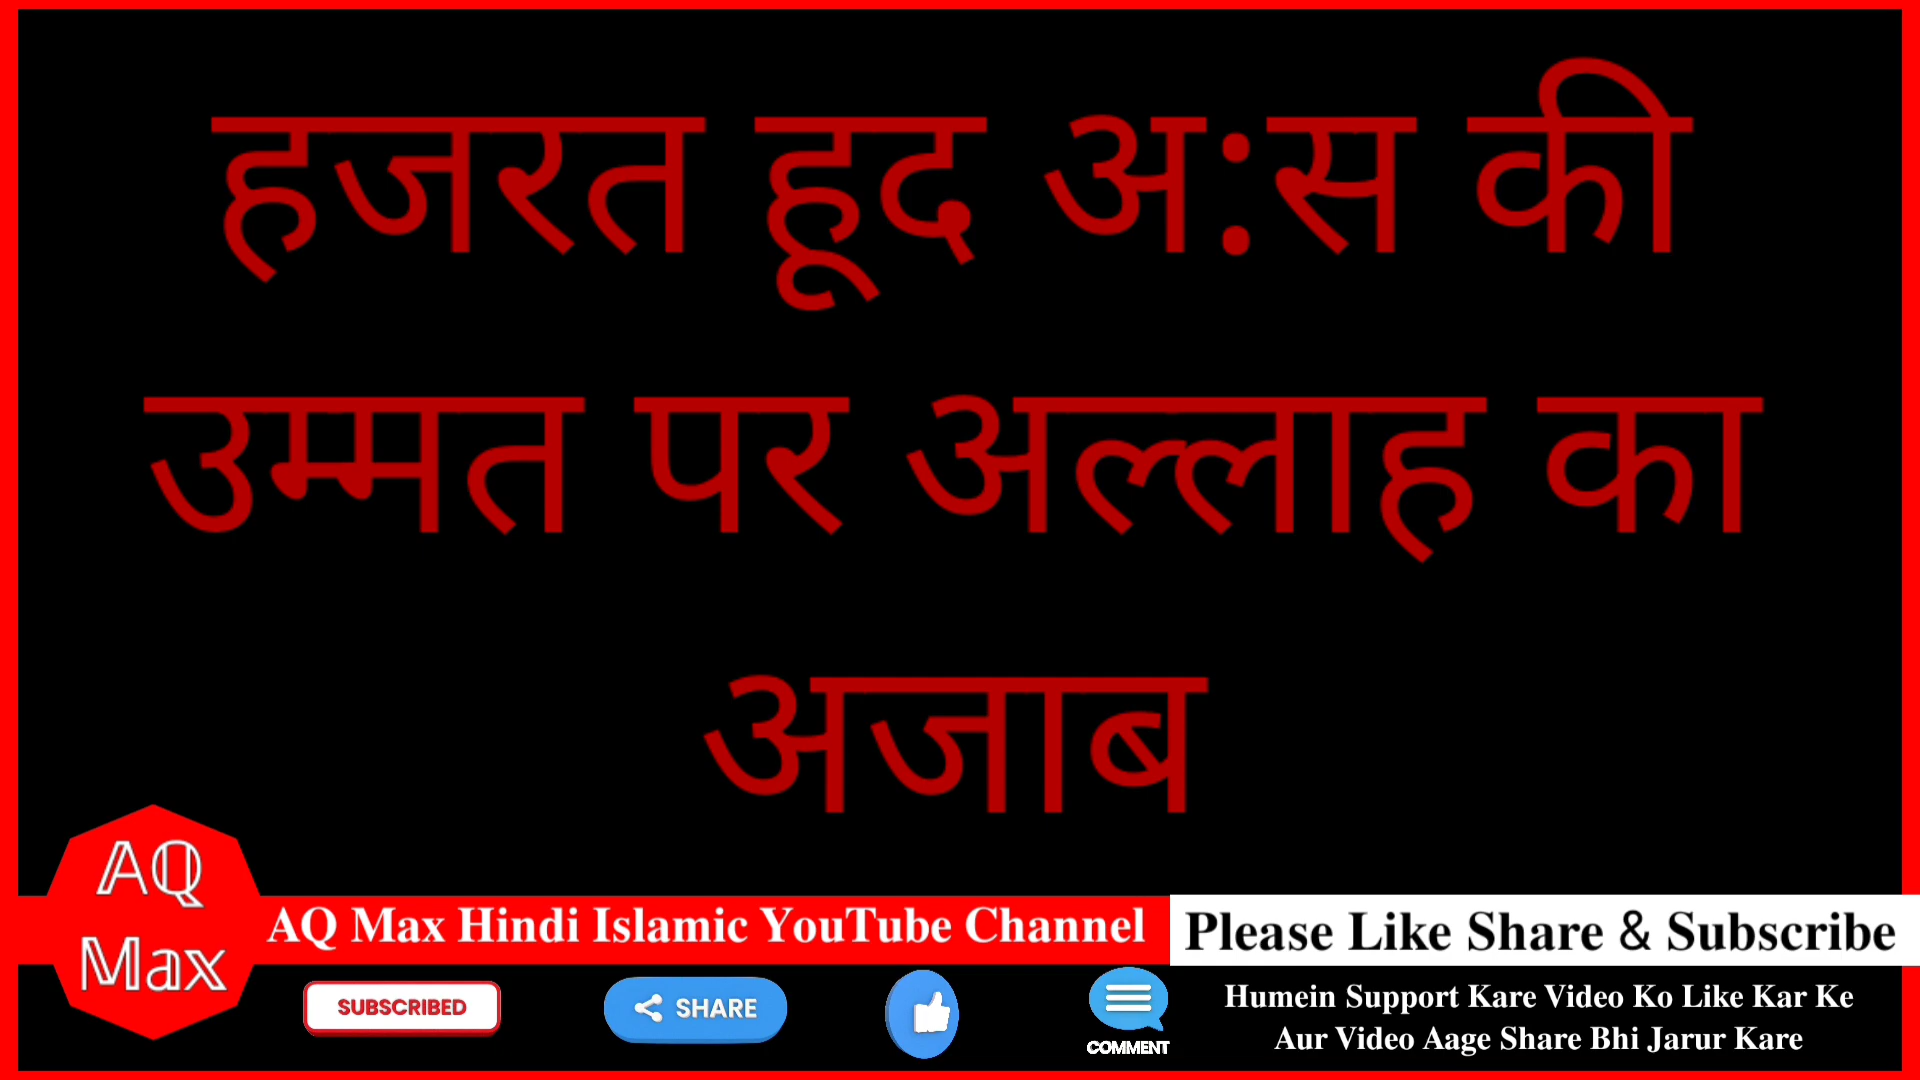 हजरत हूद अ:स की
उम्मत पर अल्लाह का
अजाब
AQ
Max
AQ Max Hindi Islamic YouTube Channel
Please Like Share & Subscribe
SUBSCRIBED
SHARE
COMMENT
Humein Support Kare Video Ko Like Kar Ke
Aur Video Aage Share Bhi Jarur Kare